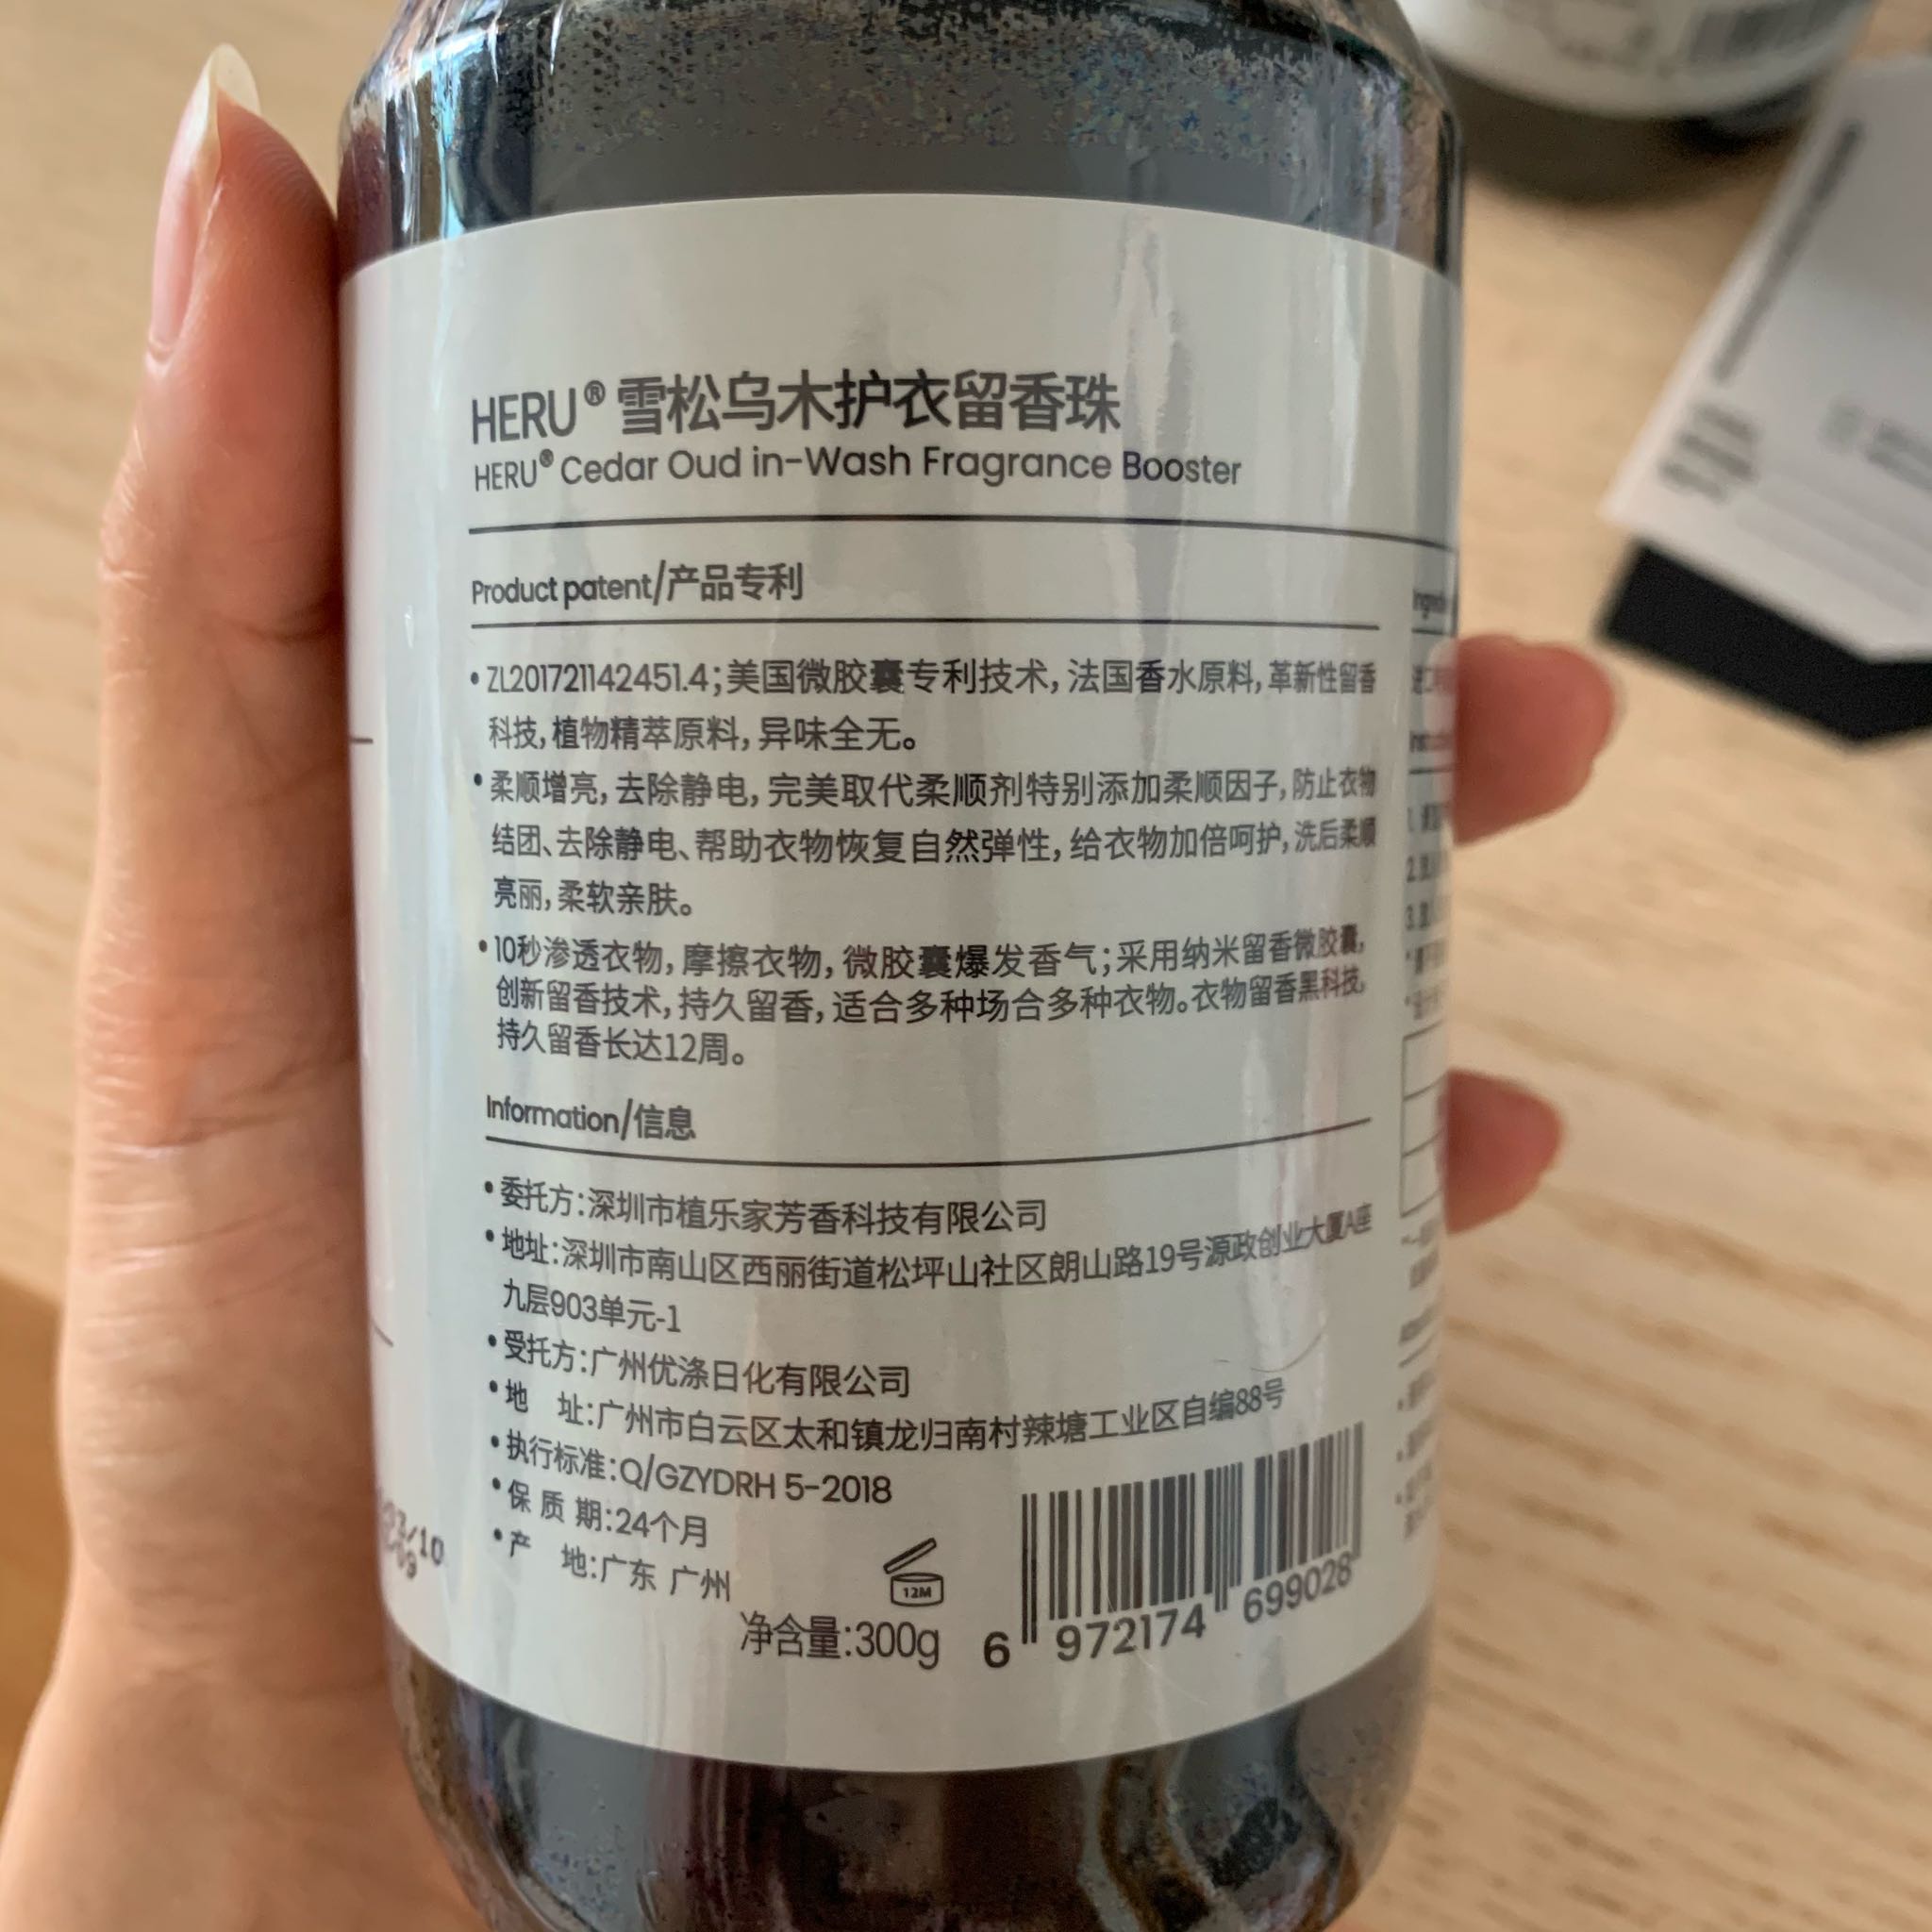 HERU® 雪松乌木护衣留香珠
HERU® Cedar Oud in-Wash Fragrance Booster
Product patent/产品专利
• ZL201721142451.4;美国微胶囊专利技术,法国香水原料,革新性留香
科技,植物精萃原料,异味全无。
• 柔顺增亮,去除静电,完美取代柔顺剂特别添加柔顺因子,防止衣物
结团、去除静电、帮助衣物恢复自然弹性,给衣物加倍呵护,洗后柔顺
亮丽,柔软亲肤。
• 10秒渗透衣物,摩擦衣物,微胶囊爆发香气;采用纳米留香微胶囊,
创新留香技术,持久留香,适合多种场合多种衣物。衣物留香黑科技,
持久留香长达12周。
Information/信息
• 委托方:深圳市植乐家芳香科技有限公司
• 地址:深圳市南山区西丽街道松坪山社区朗山路19号源政创业大厦A座
九层903单元-1
• 受托方:广州优涤日化有限公司
• 地 址:广州市白云区太和镇龙归南村辣塘工业区自编88号
• 执行标准:Q/GZYDRH 5-2018
• 保 质 期:24个月
• 产 地:广东 广州
12M
净含量:300g
6 972174 699028
/10
09
1.
2.
3.